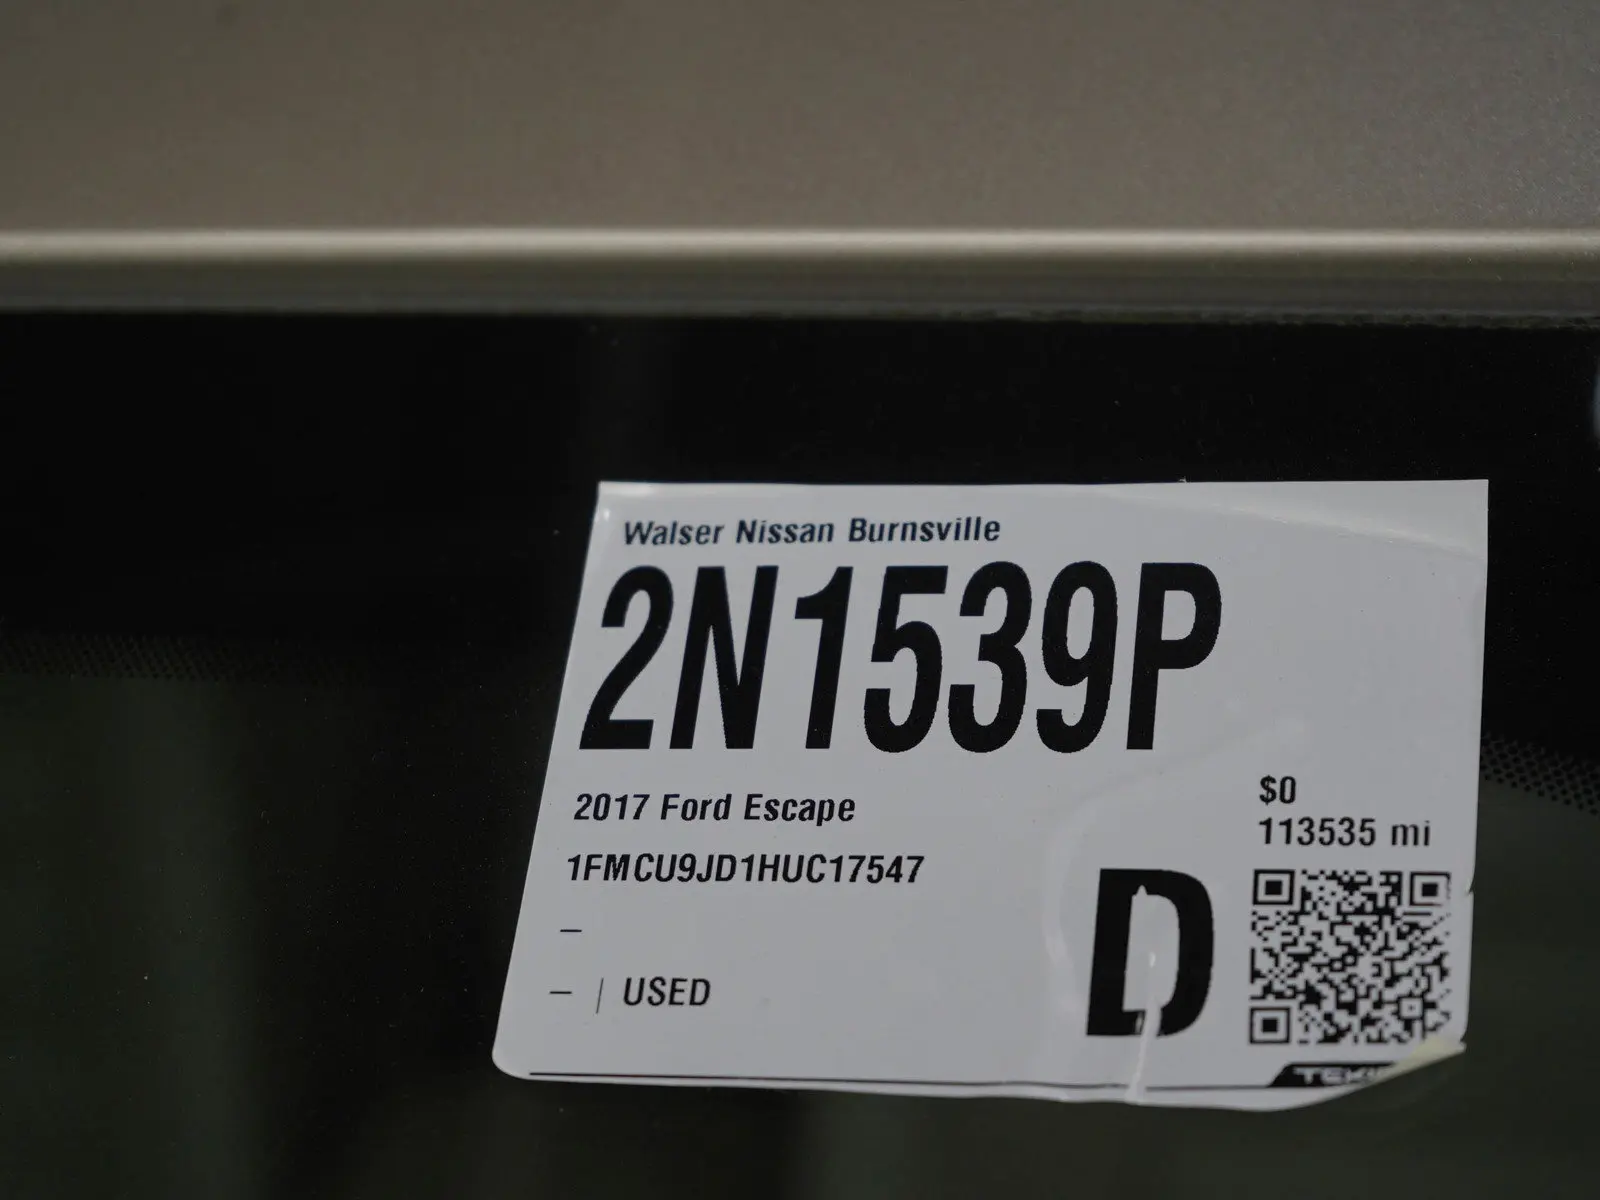 Walser Nissan Burnsville
2N1539P
2017 Ford Escape
1FMCU9JD1HUC17547
$0
113535 mi
–
– | USED
D